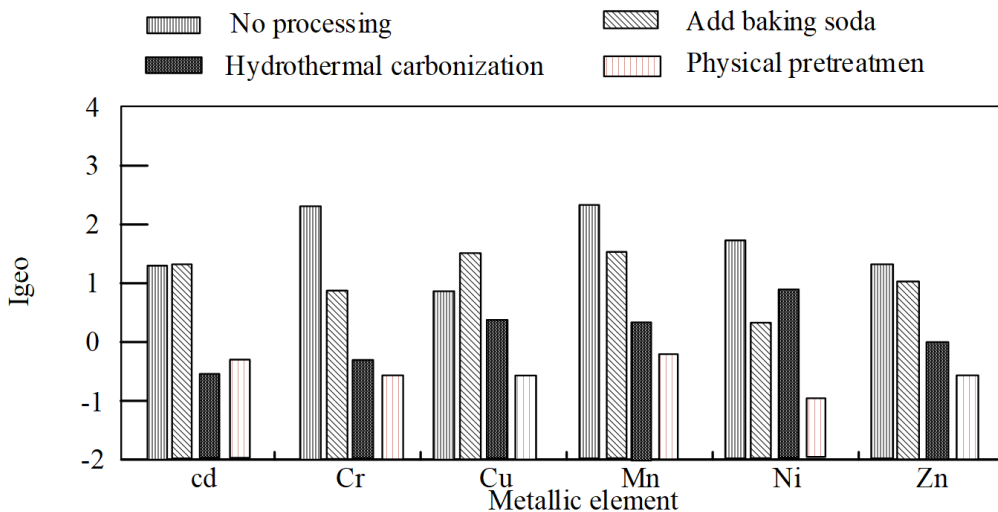 No processing
Add baking soda
Hydrothermal carbonization
Physical pretreatmen
4
3
2
1
0
-1
-2
Igeo
cd Cr Cu Mn Ni Zn
Metallic element